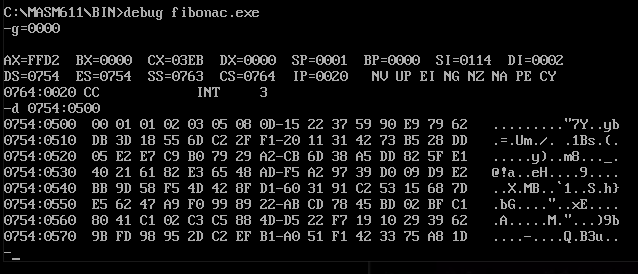 C:\MASM611\BIN>debug fibonac.exe
-g=0000
AX=FFD2  BX=0000  CX=03EB  DX=0000  SP=0001  BP=0000  SI=0114  DI=0002
DS=0754  ES=0754  SS=0763  CS=0764  IP=0020   NV UP EI NG NZ NA PE CY
0764:0020 CC            INT     3
-d 0754:0500
0754:0500  00 01 01 02 03 05 08 0D-15 22 37 59 90 E9 79 62   ........."7Y..yb
0754:0510  DB 3D 18 55 6D C2 2F F1-20 11 31 42 73 B5 28 DD   .=.Um./. .1Bs.(.
0754:0520  05 E2 E7 C9 B0 79 29 A2-CB 6D 38 A5 DD 82 5F E1   .....y)..m8..._.
0754:0530  40 21 61 82 E3 65 48 AD-F5 A2 97 39 D0 09 D9 E2   @!a..eH....9....
0754:0540  BB 9D 58 F5 4D 42 8F D1-60 31 91 C2 53 15 68 7D   ..X.MB..`1..S.h}
0754:0550  E5 62 47 A9 F0 99 89 22-AB CD 78 45 BD 02 BF C1   .bG...."..xE....
0754:0560  80 41 C1 02 C3 C5 88 4D-D5 22 F7 19 10 29 39 62   .A.....M."...)9b
0754:0570  9B FD 98 95 2D C2 EF B1-A0 51 F1 42 33 75 A8 1D   ....-....Q.B3u..
-_